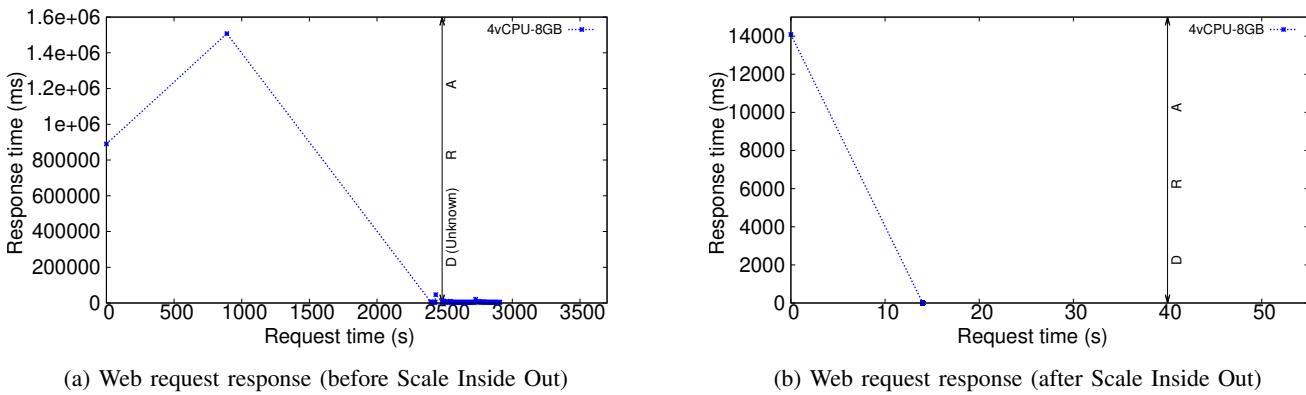 1.6e+06
1.4e+06
1.2e+06
1e+06
800000
600000
400000
200000
0
Response time (ms)
4vCPU-8GB
A
R
D (Unknown)
0 500 1000 1500 2000 2500 3000 3500
Request time (s)
(a) Web request response (before Scale Inside Out)
14000
12000
10000
8000
6000
4000
2000
0
Response time (ms)
4vCPU-8GB
A
R
D
0 10 20 30 40 50
Request time (s)
(b) Web request response (after Scale Inside Out)